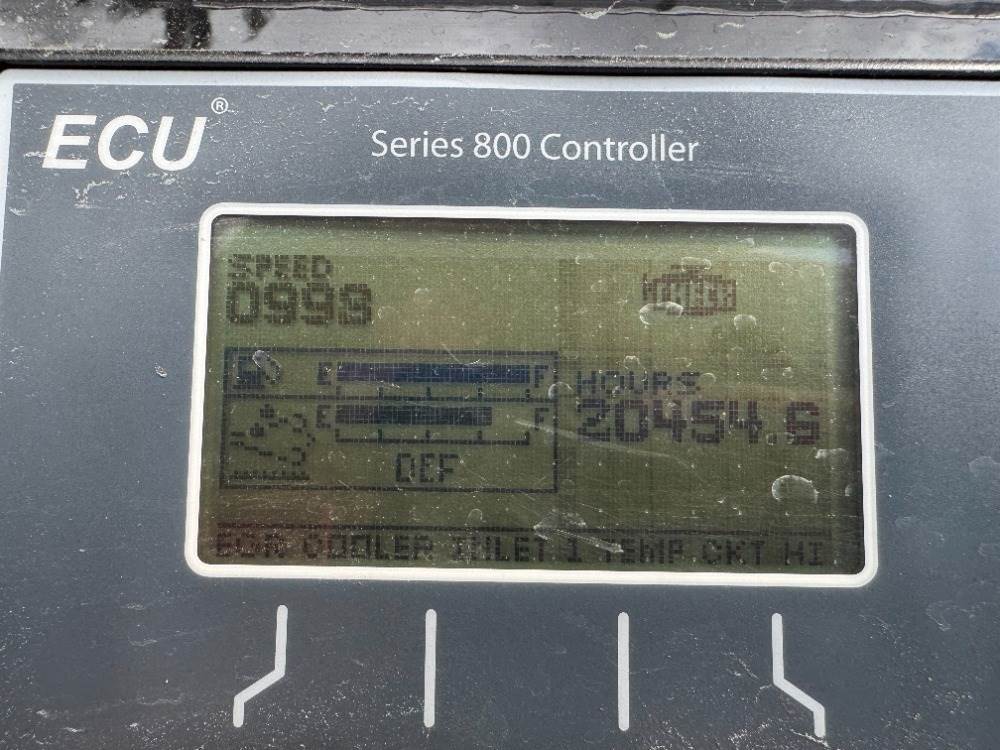 ECU®
Series 800 Controller
SPEED
0999
E F
HOURS
E F
20454.6
DEF
EGR COOLER INLET 1 TEMP CKT HI